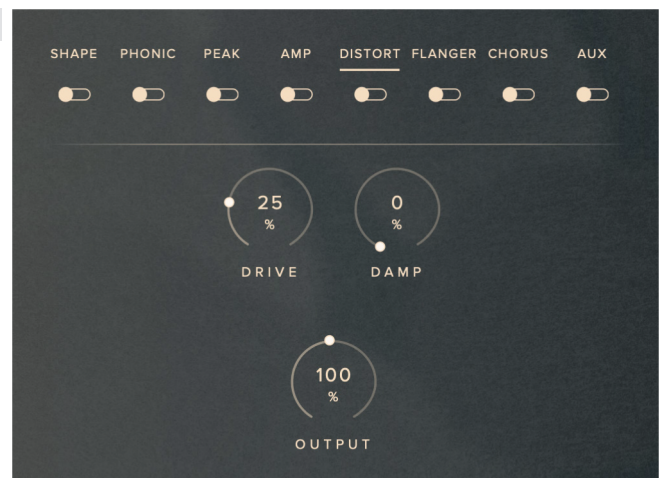 SHAPE PHONIC PEAK AMP DISTORT FLANGER CHORUS AUX
25 0
% %
DRIVE DAMP
100
%
OUTPUT